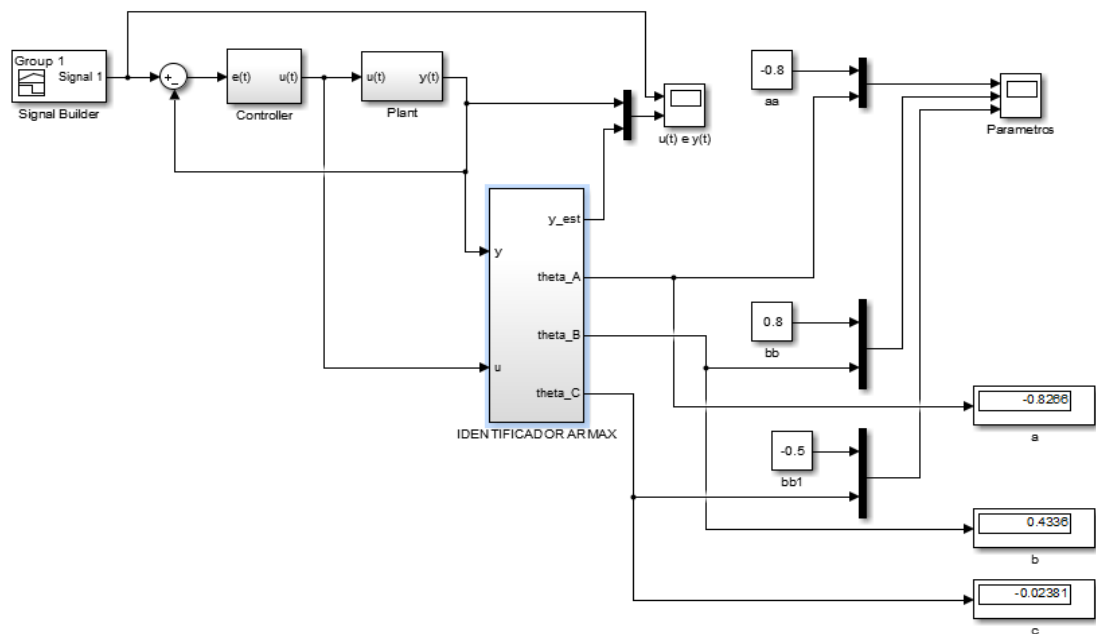 Group 1
Signal 1
Signal Builder
+
-
e(t) u(t)
Controller
u(t) y(t)
Plant
u(t) e y(t)
-0.8
aa
Parametros
y_est
y
theta_A
theta_B
u
theta_C
IDENTIFICADOR ARMAX
0.8
bb
-0.5
bb1
-0.8266
a
0.4336
b
-0.02381
c